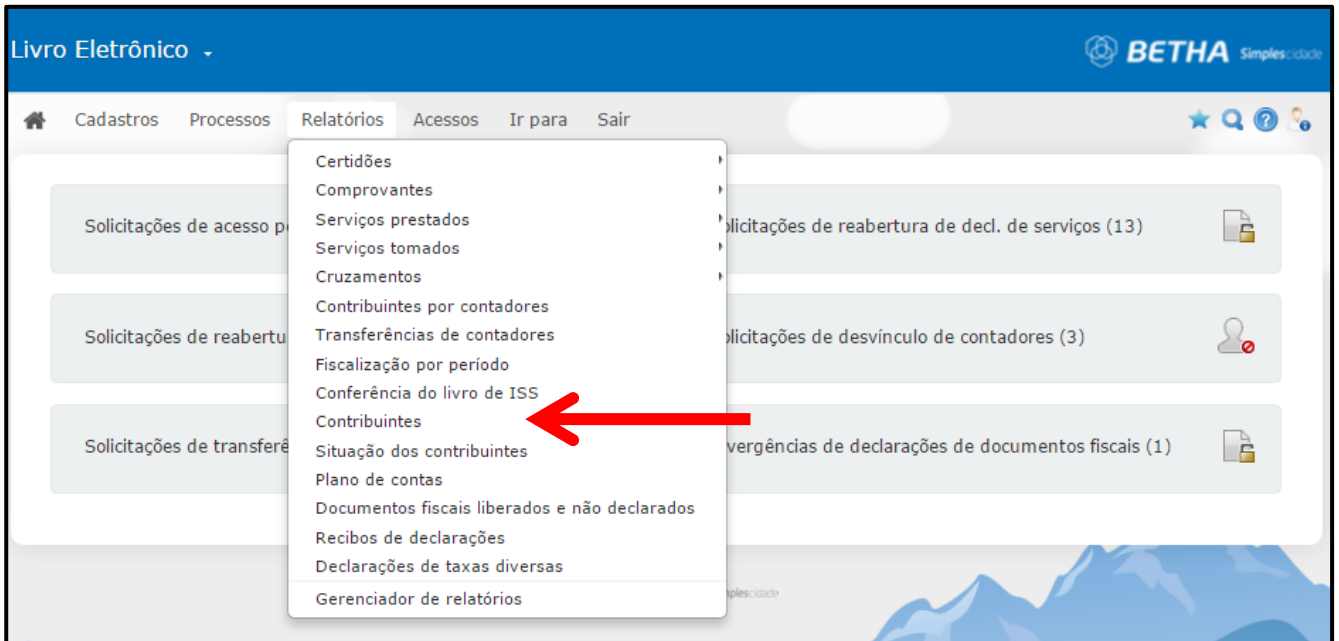 Livro Eletrônico
BETHA Simplescidade
Cadastros Processos Relatórios Acessos Ir para Sair
Certidões
Comprovantes
Serviços prestados
Serviços tomados
Cruzamentos
Contribuintes por contadores
Transferências de contadores
Fiscalização por período
Conferência do livro de ISS
Contribuintes
Situação dos contribuintes
Plano de contas
Documentos fiscais liberados e não declarados
Recibos de declarações
Declarações de taxas diversas
Gerenciador de relatórios
Solicitações de acesso p
licitações de reabertura de decl. de serviços (13)
Solicitações de reabertu
licitações de desvínculo de contadores (3)
Solicitações de transferê
vergências de declarações de documentos fiscais (1)
plescidade